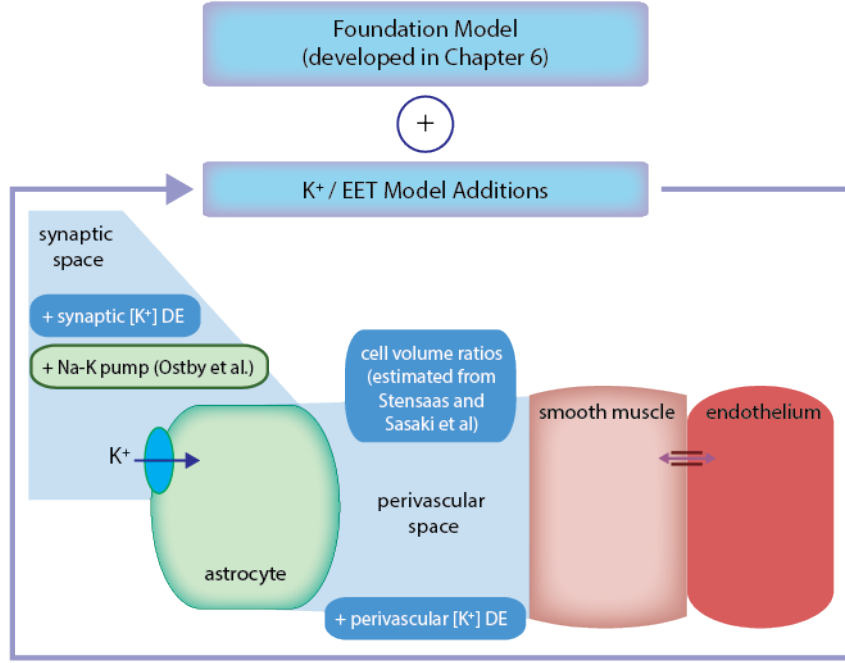 Foundation Model
(developed in Chapter 6)
+
K⁺ / EET Model Additions
synaptic
space
+ synaptic [K⁺] DE
+ Na-K pump (Ostby et al.)
cell volume ratios
(estimated from
Stensaas and
Sasaki et al)
smooth muscle
endothelium
K⁺
perivascular
space
astrocyte
+ perivascular [K⁺] DE